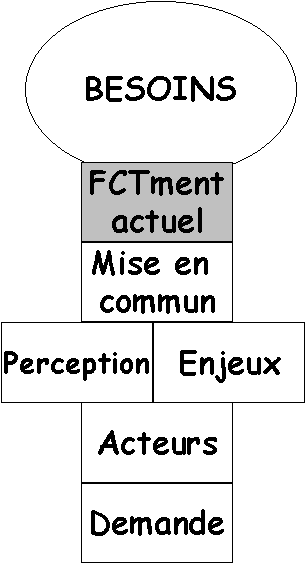 BESOINS
FCTment
actuel
Mise en
commun
Perception
Enjeux
Acteurs
Demande